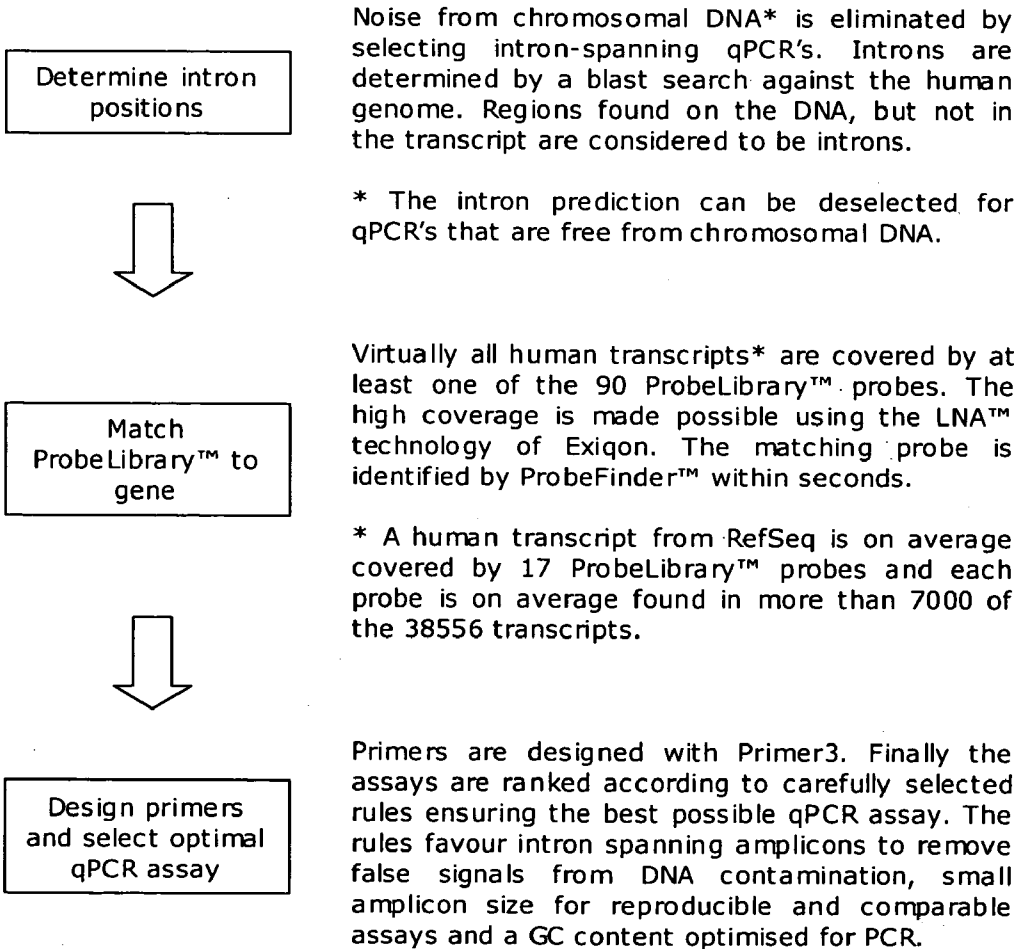 Determine intron
positions
Noise from chromosomal DNA* is eliminated by
selecting intron-spanning qPCR's. Introns are
determined by a blast search against the human
genome. Regions found on the DNA, but not in
the transcript are considered to be introns.
* The intron prediction can be deselected for
qPCR's that are free from chromosomal DNA.
Match
ProbeLibrary™ to
gene
Virtually all human transcripts* are covered by at
least one of the 90 ProbeLibrary™ probes. The
high coverage is made possible using the LNA™
technology of Exiqon. The matching probe is
identified by ProbeFinder™ within seconds.
* A human transcript from RefSeq is on average
covered by 17 ProbeLibrary™ probes and each
probe is on average found in more than 7000 of
the 38556 transcripts.
Design primers
and select optimal
qPCR assay
Primers are designed with Primer3. Finally the
assays are ranked according to carefully selected
rules ensuring the best possible qPCR assay. The
rules favour intron spanning amplicons to remove
false signals from DNA contamination, small
amplicon size for reproducible and comparable
assays and a GC content optimised for PCR.